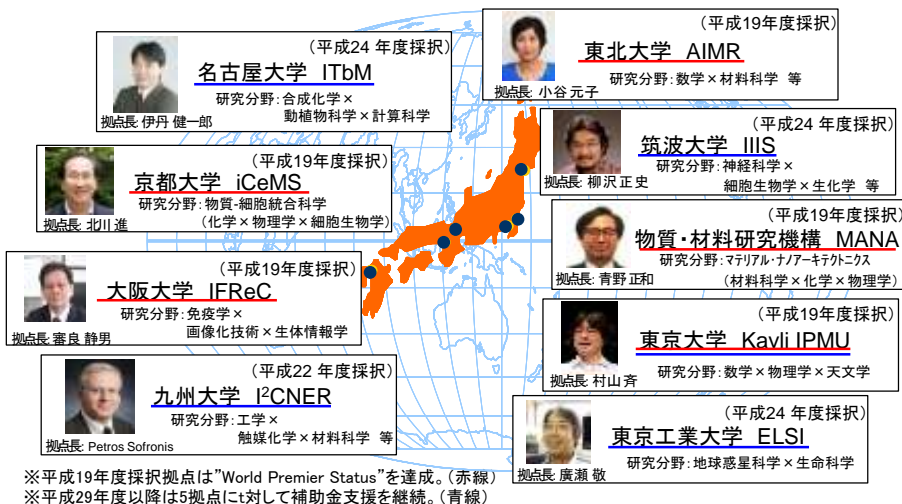 (平成24 年度採択)
名古屋大学 ITbM
研究分野:合成化学×
動植物科学×計算科学
拠点長: 伊丹 健一郎
(平成19年度採択)
京都大学 iCeMS
研究分野:物質-細胞統合科学
(化学×物理学×細胞生物学)
拠点長: 北川 進
(平成19年度採択)
大阪大学 IFReC
研究分野:免疫学×
画像化技術×生体情報学
拠点長: 審良 静男
(平成22 年度採択)
九州大学 I²CNER
研究分野:工学×
触媒化学×材料科学 等
拠点長: Petros Sofronis
(平成19年度採択)
東北大学 AIMR
研究分野:数学×材料科学 等
拠点長: 小谷 元子
(平成24 年度採択)
筑波大学 IIIS
研究分野:神経科学×
細胞生物学×生化学 等
拠点長: 柳沢 正史
(平成19年度採択)
物質・材料研究機構 MANA
研究分野:マテリアル・ナノアーキテクトニクス
(材料科学×化学×物理学)
拠点長: 青野 正和
(平成19年度採択)
東京大学 Kavli IPMU
研究分野:数学×物理学×天文学
拠点長: 村山 斉
(平成24 年度採択)
東京工業大学 ELSI
研究分野:地球惑星科学×生命科学
拠点長: 廣瀬 敬
※平成19年度採択拠点は"World Premier Status"を達成。(赤線)
※平成29年度以降は5拠点にt対して補助金支援を継続。(青線)